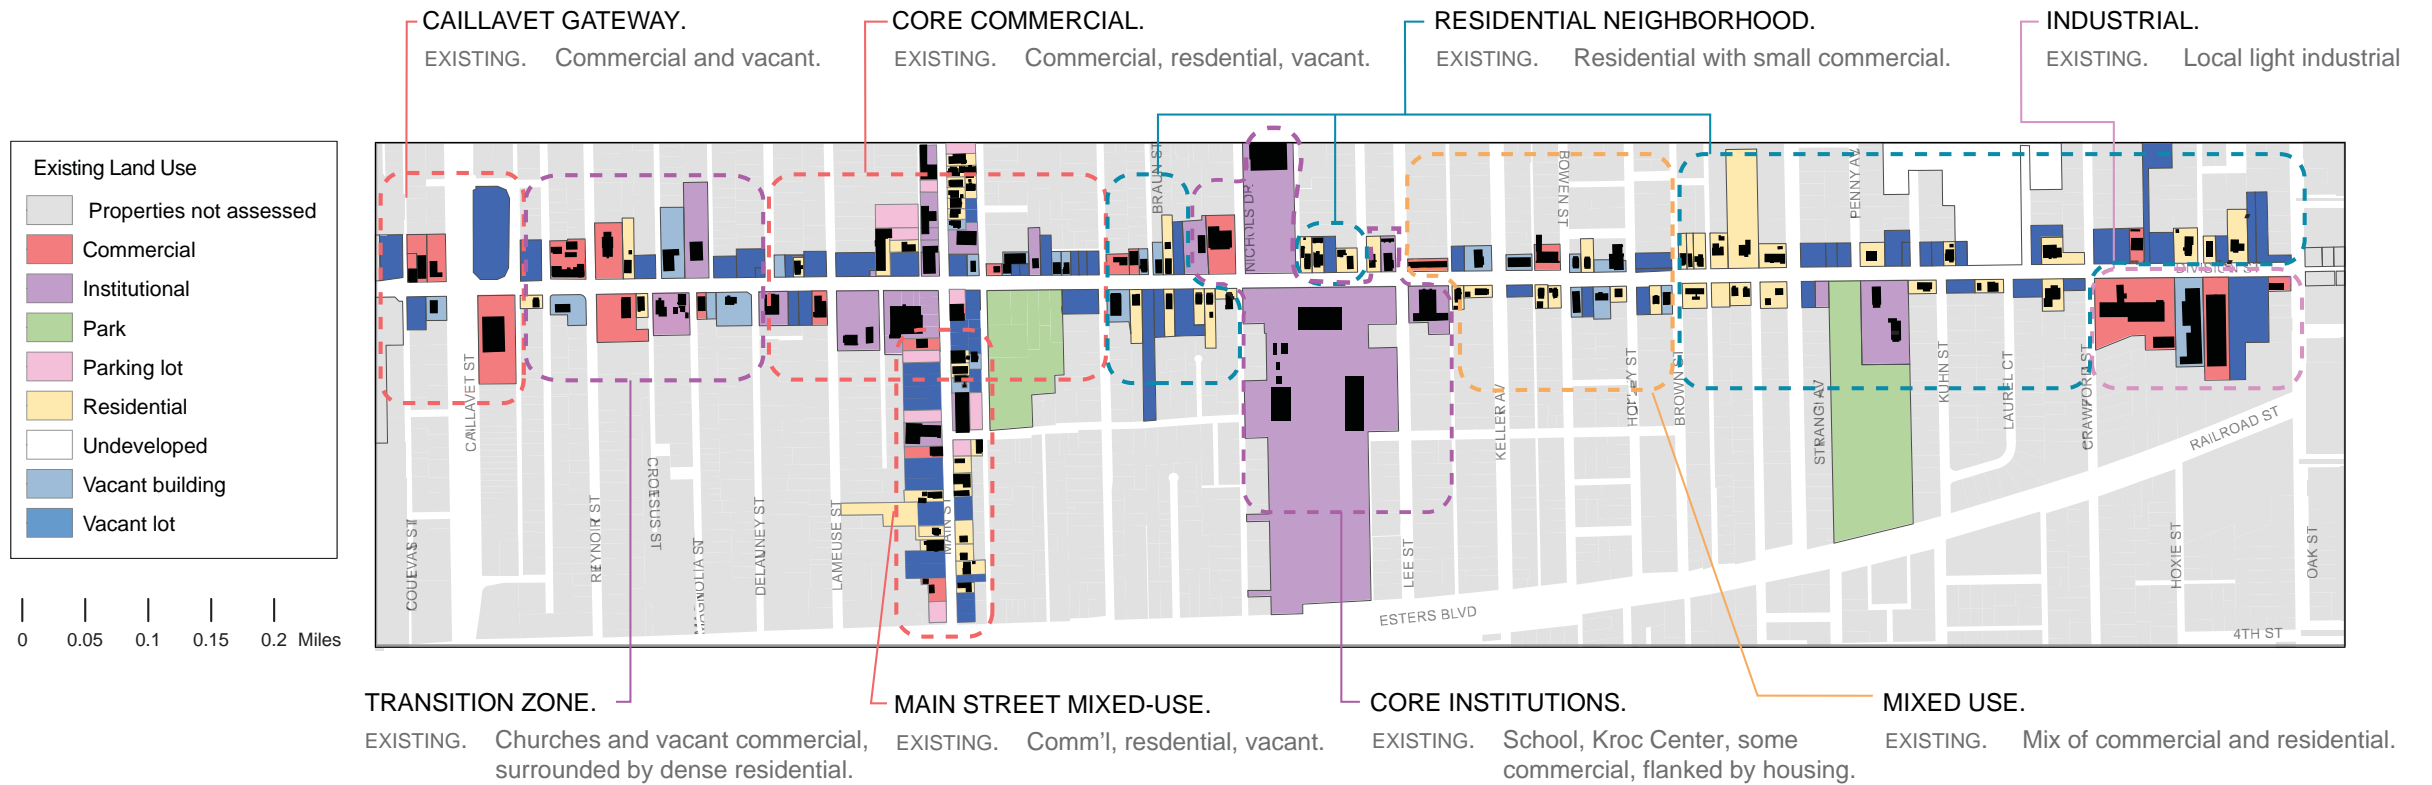 CAILLAVET GATEWAY.
EXISTING. Commercial and vacant.
CORE COMMERCIAL.
EXISTING. Commercial, resdential, vacant.
RESIDENTIAL NEIGHBORHOOD.
EXISTING. Residential with small commercial.
INDUSTRIAL.
EXISTING. Local light industrial
Existing Land Use
Properties not assessed
Commercial
Institutional
Park
Parking lot
Residential
Undeveloped
Vacant building
Vacant lot
0 0.05 0.1 0.15 0.2 Miles
BRAUN ST
NICHOLS DR.
BOWEN ST
PENNY AV
DIVISION ST
CAILLAVET ST
COUEVAS ST
REYNOIR ST
CROESUS ST
MAGNOLIA ST
DELAUNEY ST
LAMEUSE ST
MAIN ST
LEE ST
KELLER AV
HOPLEY ST
BROWN ST
STRANGI AV
KUHN ST
LAUREL CT
CRAWFORD ST
RAILROAD ST
HOXIE ST
OAK ST
ESTERS BLVD
4TH ST
TRANSITION ZONE.
EXISTING. Churches and vacant commercial,
surrounded by dense residential.
MAIN STREET MIXED-USE.
EXISTING. Comm'l, resdential, vacant.
CORE INSTITUTIONS.
EXISTING. School, Kroc Center, some
commercial, flanked by housing.
MIXED USE.
EXISTING. Mix of commercial and residential.